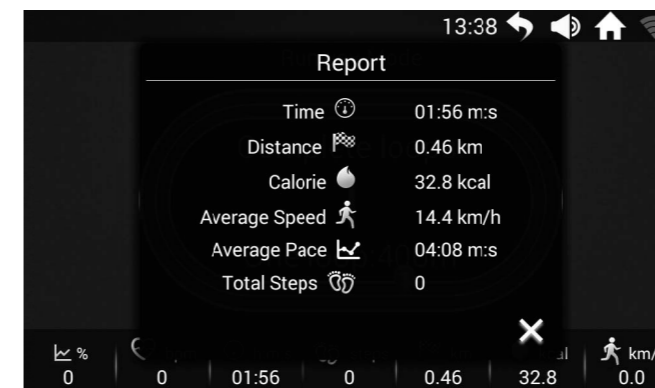 13:38
Report
Time 01:56 m:s
Distance 0.46 km
Calorie 32.8 kcal
Average Speed 14.4 km/h
Average Pace 04:08 m:s
Total Steps 0
% km/
0 0 01:56 0 0.46 32.8 0.0